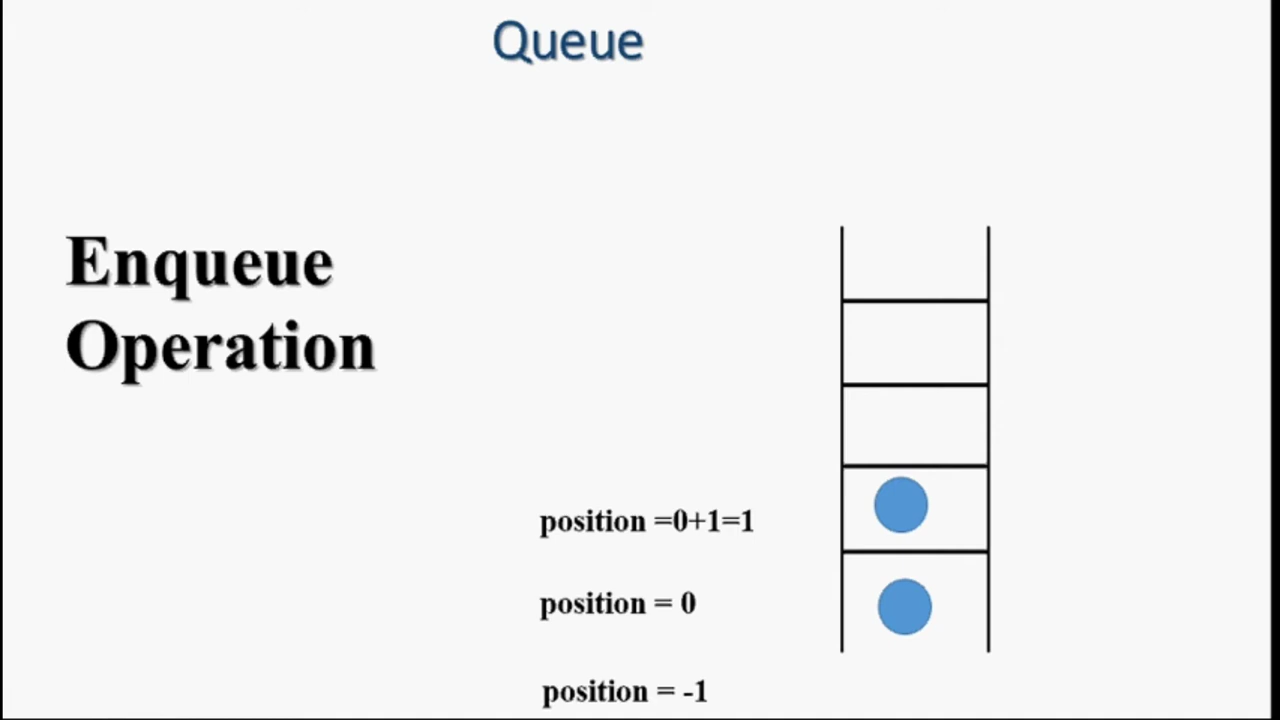 Queue
Enqueue
Operation
position =0+1=1
position = 0
position = -1